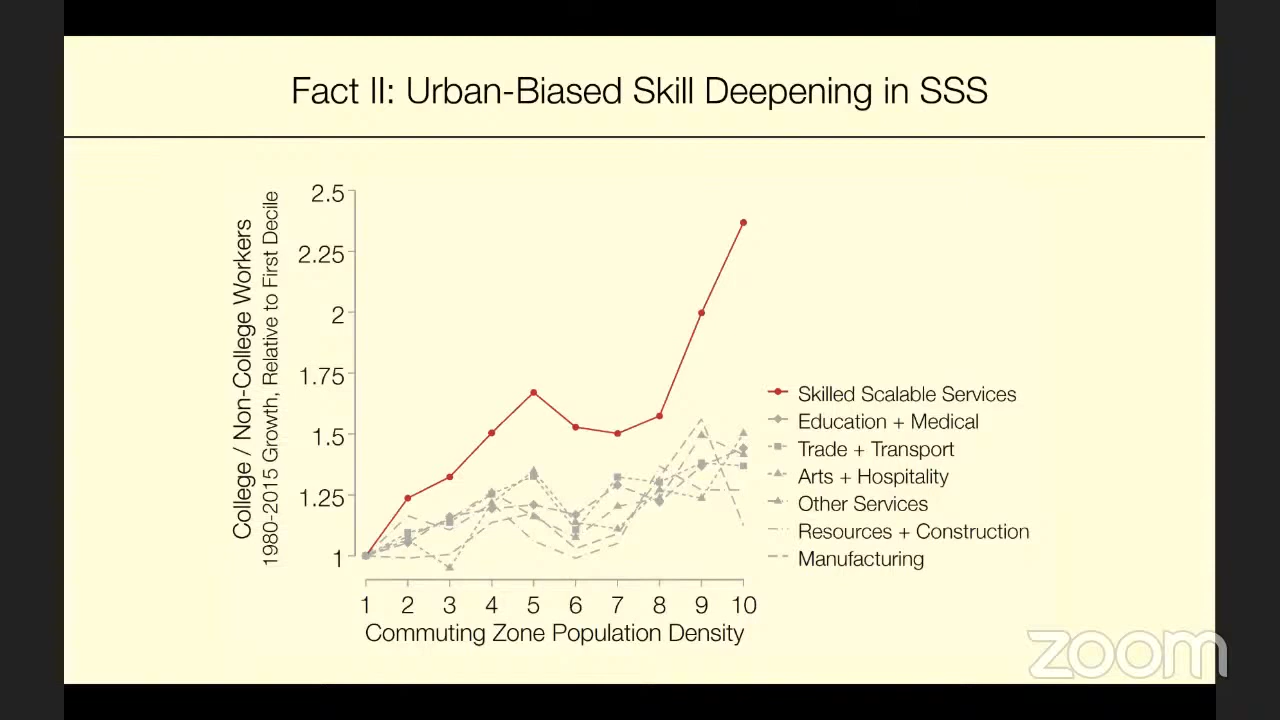 Fact II: Urban-Biased Skill Deepening in SSS
College / Non-College Workers
1980-2015 Growth, Relative to First Decile
2.5
2.25
2
1.75
1.5
1.25
1
1 2 3 4 5 6 7 8 9 10
Commuting Zone Population Density
Skilled Scalable Services
Education + Medical
Trade + Transport
Arts + Hospitality
Other Services
Resources + Construction
Manufacturing
zoom